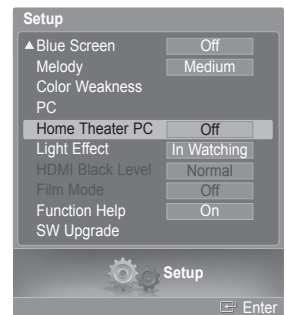 Setup
▲Blue Screen Off
Melody Medium
Color Weakness
PC
Home Theater PC Off
Light Effect In Watching
HDMI Black Level Normal
Film Mode Off
Function Help On
SW Upgrade
Setup
Enter